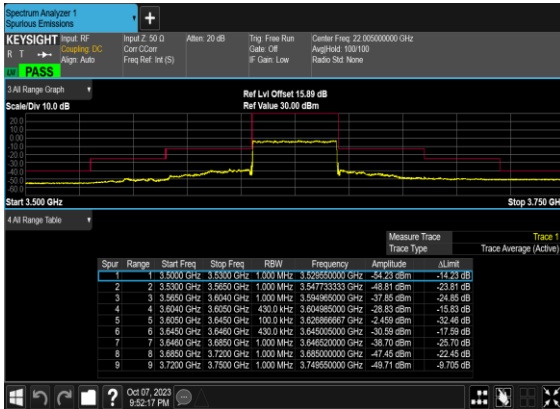 Spectrum Analyzer 1
Spurious Emissions
KEYSIGHT Input: RF Input Z: 50 Ω Atten: 20 dB Trig: Free Run Center Freq: 22.005000000 GHz
R T Coupling: DC Corr CCorr Gate: Off Avg|Hold: 100/100
Align: Auto Freq Ref: Int (S) IF Gain: Low Radio Std: None
PASS
3 All Range Graph
Ref Lvl Offset 15.89 dB
Scale/Div 10.0 dB Ref Value 30.00 dBm
20.0
10.0
0.00
-10.0
-20.0
-30.0
-40.0
-50.0
-60.0
Start 3.500 GHz Stop 3.750 GH
4 All Range Table
Measure Trace Trace 1
Trace Type Trace Average (Active)
Spur Range Start Freq Stop Freq RBW Frequency Amplitude ΔLimit
1 1 3.5000 GHz 3.5300 GHz 1.000 MHz 3.529550000 GHz -54.23 dBm -14.23 dB
2 2 3.5300 GHz 3.5650 GHz 1.000 MHz 3.547733333 GHz -48.81 dBm -23.81 dB
3 3 3.5650 GHz 3.6040 GHz 1.000 MHz 3.594965000 GHz -37.85 dBm -24.85 dB
4 4 3.6040 GHz 3.6050 GHz 430.0 kHz 3.604985000 GHz -28.83 dBm -15.83 dB
5 5 3.6050 GHz 3.6450 GHz 100.0 kHz 3.626866667 GHz -2.459 dBm -32.46 dB
6 6 3.6450 GHz 3.6460 GHz 430.0 kHz 3.645005000 GHz -30.59 dBm -17.59 dB
7 7 3.6460 GHz 3.6850 GHz 1.000 MHz 3.646520000 GHz -38.70 dBm -25.70 dB
8 8 3.6850 GHz 3.7200 GHz 1.000 MHz 3.685000000 GHz -47.45 dBm -22.45 dB
9 9 3.7200 GHz 3.7500 GHz 1.000 MHz 3.749550000 GHz -49.71 dBm -9.705 dB
Oct 07, 2023
9:52:17 PM